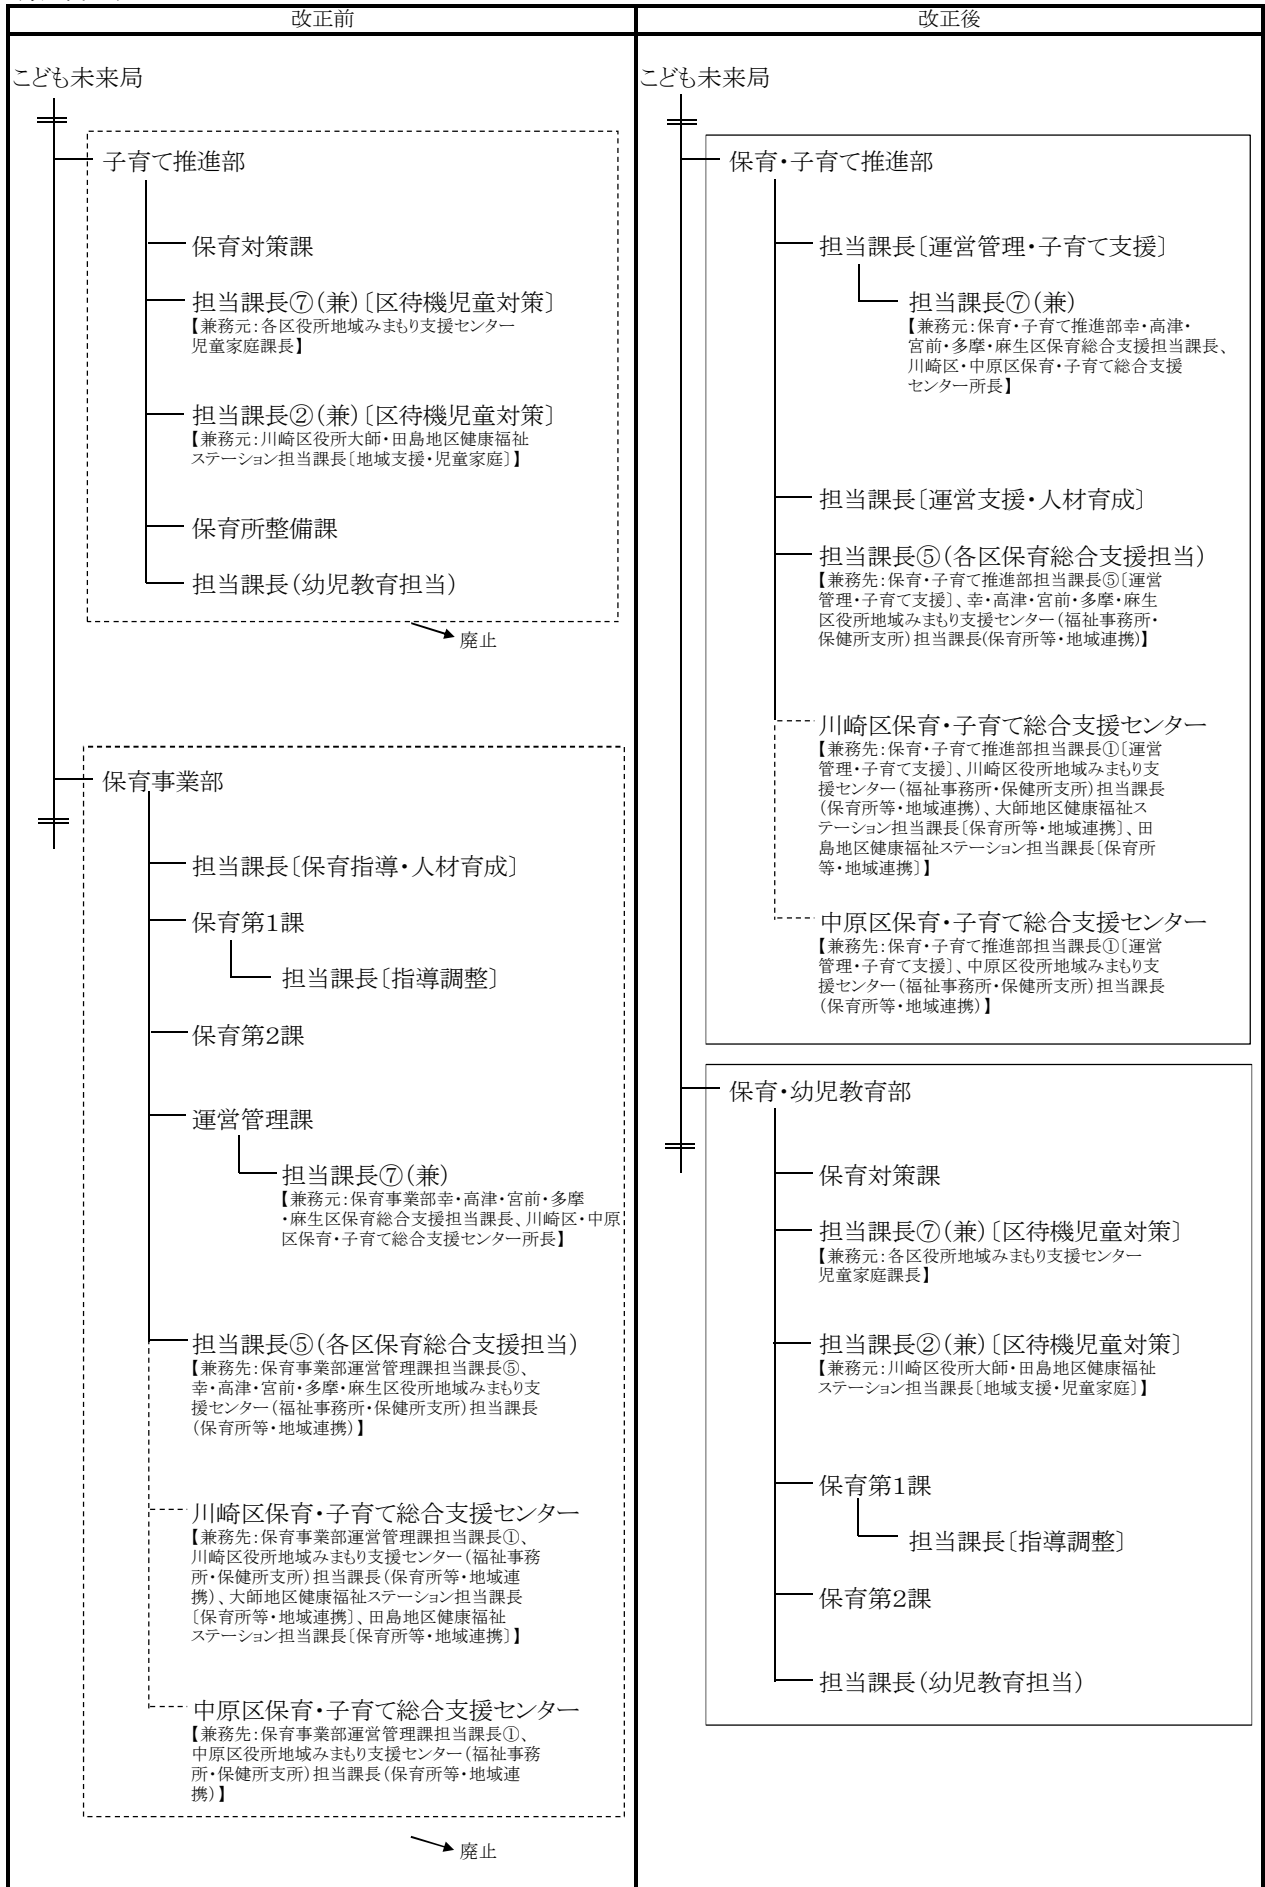 改正前
改正後
こども未来局
子育て推進部
保育対策課
担当課長⑦(兼)〔区待機児童対策〕
【兼務元:各区役所地域みまもり支援センター
児童家庭課長】
担当課長②(兼)〔区待機児童対策〕
【兼務元:川崎区役所大師・田島地区健康福祉
ステーション担当課長〔地域支援・児童家庭〕】
保育所整備課
担当課長(幼児教育担当)
廃止
保育事業部
担当課長〔保育指導・人材育成〕
保育第1課
担当課長〔指導調整〕
保育第2課
運営管理課
担当課長⑦(兼)
【兼務元:保育事業部幸・高津・宮前・多摩
・麻生区保育総合支援担当課長、川崎区・中原
区保育・子育て総合支援センター所長】
担当課長⑤(各区保育総合支援担当)
【兼務先:保育事業部運営管理課担当課長⑤、
幸・高津・宮前・多摩・麻生区役所地域みまもり支
援センター(福祉事務所・保健所支所)担当課長
(保育所等・地域連携)】
川崎区保育・子育て総合支援センター
【兼務先:保育事業部運営管理課担当課長①、
川崎区役所地域みまもり支援センター(福祉事務
所・保健所支所)担当課長(保育所等・地域連
携)、大師地区健康福祉ステーション担当課長
〔保育所等・地域連携〕、田島地区健康福祉
ステーション担当課長〔保育所等・地域連携〕】
中原区保育・子育て総合支援センター
【兼務先:保育事業部運営管理課担当課長①、
中原区役所地域みまもり支援センター(福祉事務
所・保健所支所)担当課長(保育所等・地域連
携)】
廃止
こども未来局
保育・子育て推進部
担当課長〔運営管理・子育て支援〕
担当課長⑦(兼)
【兼務元:保育・子育て推進部幸・高津・
宮前・多摩・麻生区保育総合支援担当課長、
川崎区・中原区保育・子育て総合支援
センター所長】
担当課長〔運営支援・人材育成〕
担当課長⑤(各区保育総合支援担当)
【兼務先:保育・子育て推進部担当課長⑤〔運営
管理・子育て支援〕、幸・高津・宮前・多摩・麻生
区役所地域みまもり支援センター(福祉事務所・
保健所支所)担当課長(保育所等・地域連携)】
川崎区保育・子育て総合支援センター
【兼務先:保育・子育て推進部担当課長①〔運営
管理・子育て支援〕、川崎区役所地域みまもり支
援センター(福祉事務所・保健所支所)担当課長
(保育所等・地域連携)、大師地区健康福祉ス
テーション担当課長〔保育所等・地域連携〕、田
島地区健康福祉ステーション担当課長〔保育所
等・地域連携〕】
中原区保育・子育て総合支援センター
【兼務先:保育・子育て推進部担当課長①〔運営
管理・子育て支援〕、中原区役所地域みまもり支
援センター(福祉事務所・保健所支所)担当課長
(保育所等・地域連携)】
保育・幼児教育部
保育対策課
担当課長⑦(兼)〔区待機児童対策〕
【兼務元:各区役所地域みまもり支援センター
児童家庭課長】
担当課長②(兼)〔区待機児童対策〕
【兼務元:川崎区役所大師・田島地区健康福祉
ステーション担当課長〔地域支援・児童家庭〕】
保育第1課
担当課長〔指導調整〕
保育第2課
担当課長(幼児教育担当)